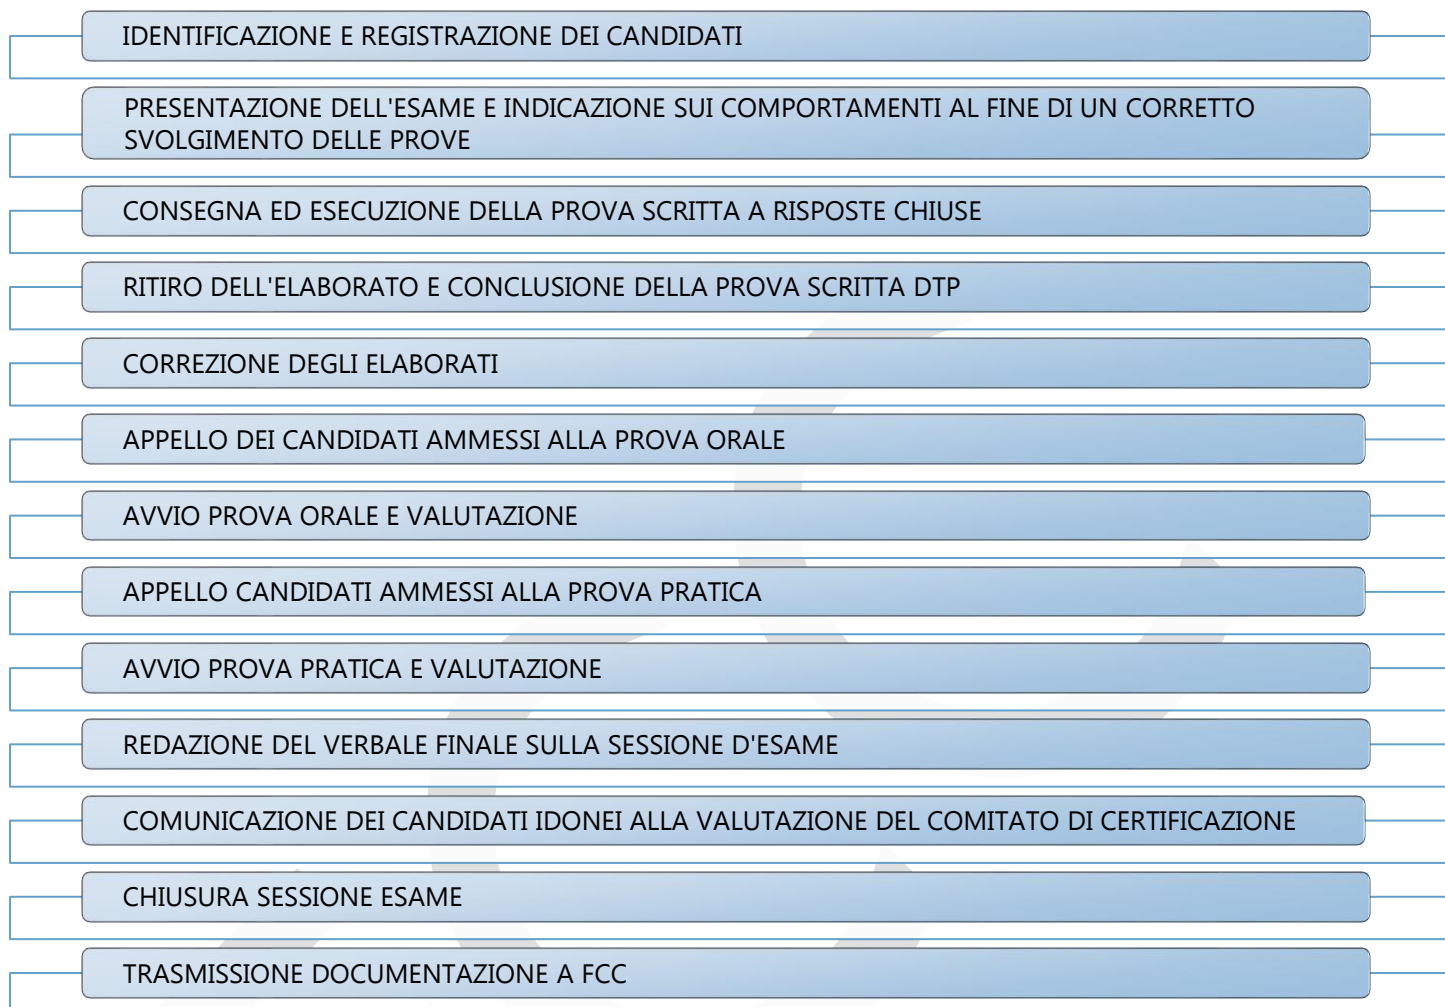 IDENTIFICAZIONE E REGISTRAZIONE DEI CANDIDATI
PRESENTAZIONE DELL'ESAME E INDICAZIONE SUI COMPORTAMENTI AL FINE DI UN CORRETTO
SVOLGIMENTO DELLE PROVE
CONSEGNA ED ESECUZIONE DELLA PROVA SCRITTA A RISPOSTE CHIUSE
RITIRO DELL'ELABORATO E CONCLUSIONE DELLA PROVA SCRITTA DTP
CORREZIONE DEGLI ELABORATI
APPELLO DEI CANDIDATI AMMESSI ALLA PROVA ORALE
AVVIO PROVA ORALE E VALUTAZIONE
APPELLO CANDIDATI AMMESSI ALLA PROVA PRATICA
AVVIO PROVA PRATICA E VALUTAZIONE
REDAZIONE DEL VERBALE FINALE SULLA SESSIONE D'ESAME
COMUNICAZIONE DEI CANDIDATI IDONEI ALLA VALUTAZIONE DEL COMITATO DI CERTIFICAZIONE
CHIUSURA SESSIONE ESAME
TRASMISSIONE DOCUMENTAZIONE A FCC